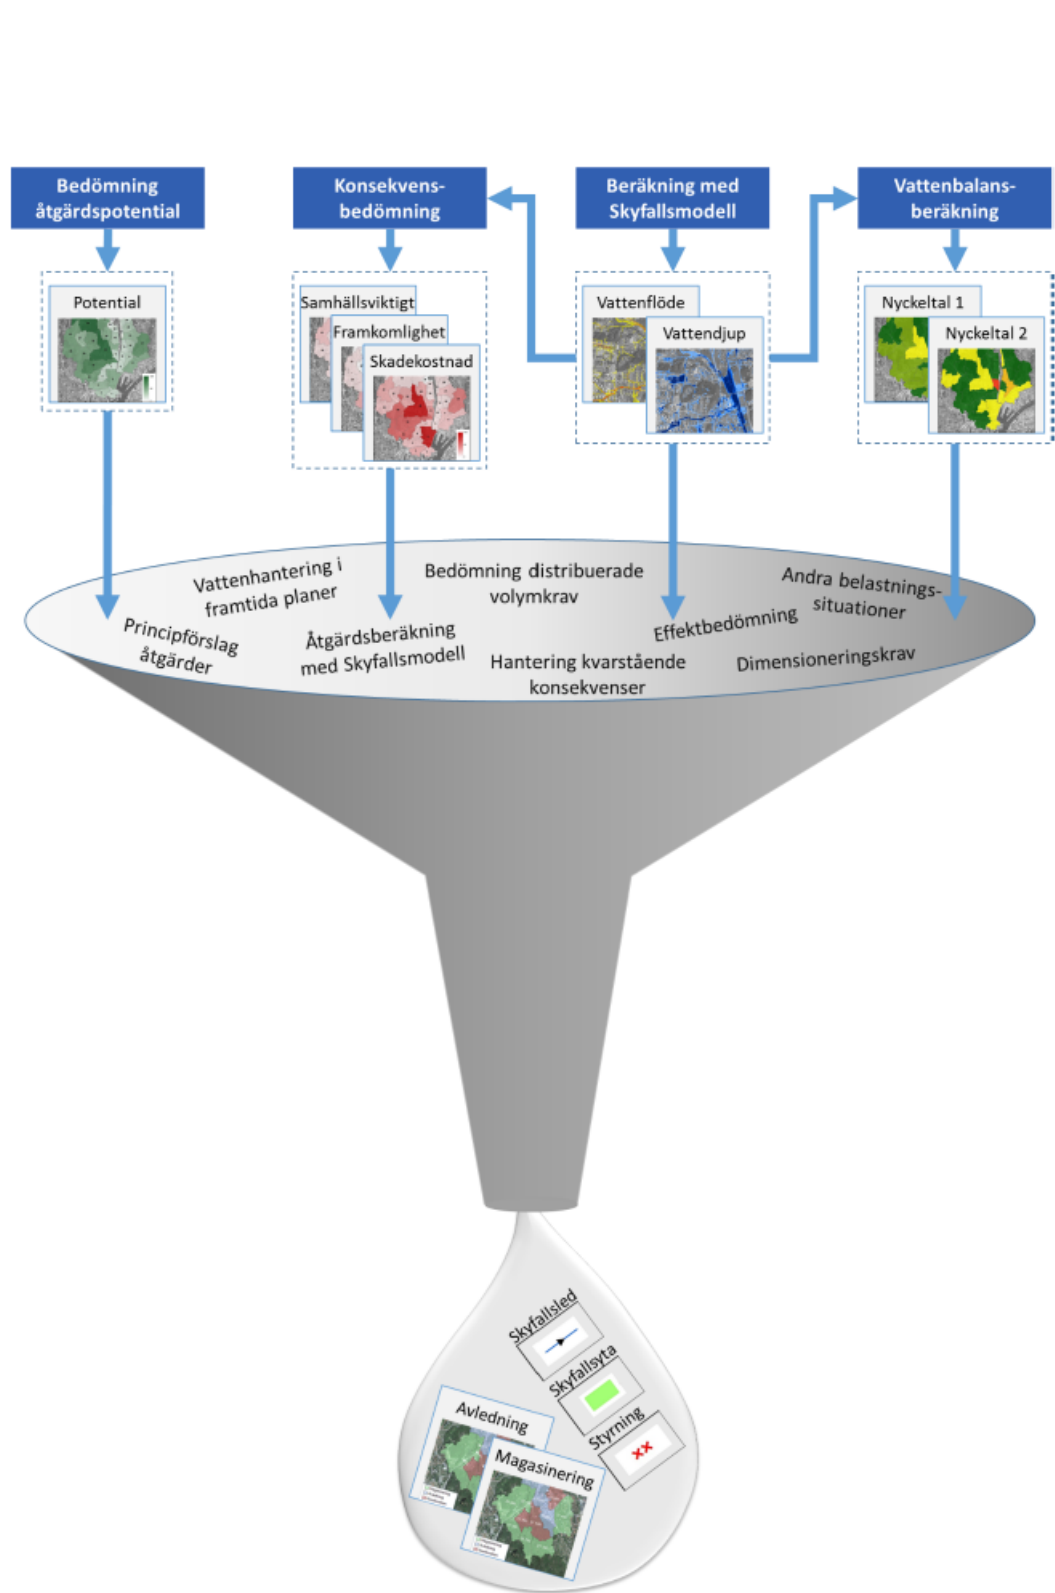 Bedömning
åtgärdspotential
Konsekvens-
bedömning
Beräkning med
Skyfallsmodell
Vattenbalans-
beräkning
Potential
Samhällsviktigt
Framkomlighet
Skadekostnad
Vattenflöde
Vattendjup
Nyckeltal 1
Nyckeltal 2
Vattenhantering i
framtida planer
Bedömning distribuerade
volymkrav
Andra belastnings-
situationer
Principförslag
åtgärder
Åtgärdsberäkning
med Skyfallsmodell
Effektbedömning
Hantering kvarstående
konsekvenser
Dimensioneringskrav
Skyfallsled
Skyfallsyta
Styrning
Avledning
Magasinering